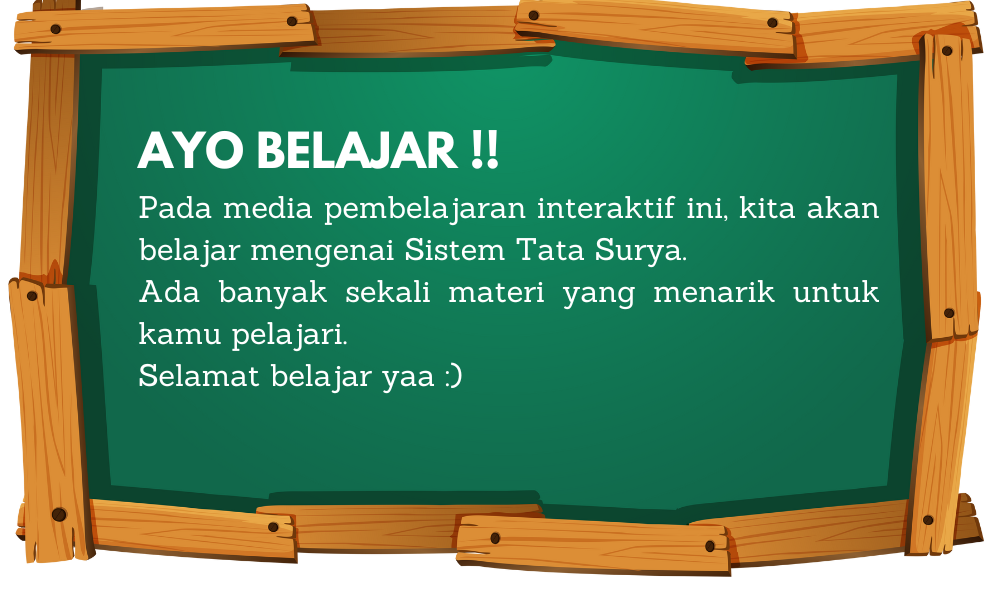 AYO BELAJAR !!
Pada media pembelajaran interaktif ini, kita akan
belajar mengenai Sistem Tata Surya.
Ada banyak sekali materi yang menarik untuk
kamu pelajari.
Selamat belajar yaa :)